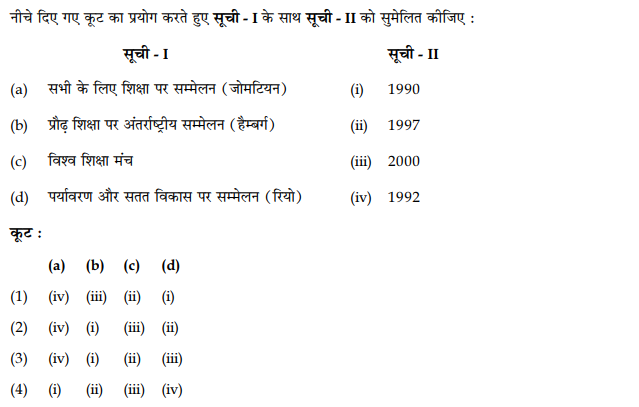 नीचे दिए गए कूट का प्रयोग करते हुए सूची - I के साथ सूची - II को सुमेलित कीजिए :
सूची - I सूची - II
(a) सभी के लिए शिक्षा पर सम्मेलन (जोमटियन) (i) 1990
(b) प्रौढ़ शिक्षा पर अंतर्राष्ट्रीय सम्मेलन (हैम्बर्ग) (ii) 1997
(c) विश्व शिक्षा मंच (iii) 2000
(d) पर्यावरण और सतत विकास पर सम्मेलन (रियो) (iv) 1992
कूट :
(a) (b) (c) (d)
(1) (iv) (iii) (ii) (i)
(2) (iv) (i) (iii) (ii)
(3) (iv) (i) (ii) (iii)
(4) (i) (ii) (iii) (iv)